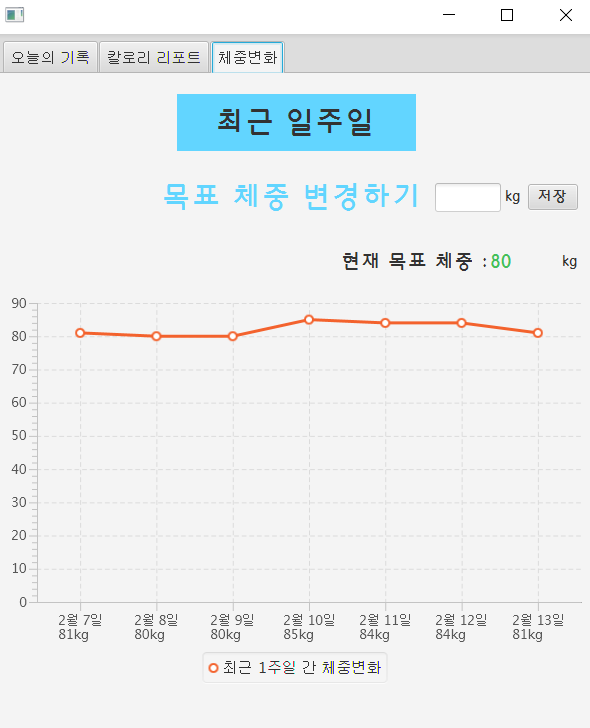 오늘의 기록 칼로리 리포트 체중변화
최근 일주일
목표 체중 변경하기 kg 저장
현재 목표 체중 :80 kg
90
80
70
60
50
40
30
20
10
0
2월 7일 2월 8일 2월 9일 2월 10일 2월 11일 2월 12일 2월 13일
81kg 80kg 80kg 85kg 84kg 84kg 81kg
최근 1주일 간 체중변화